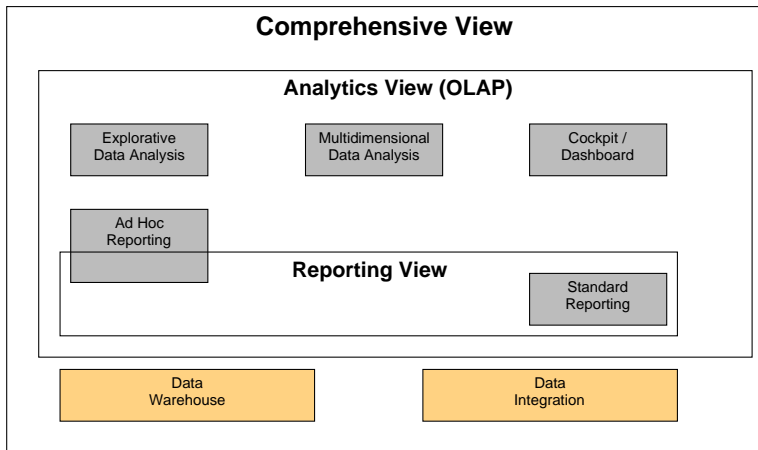 Comprehensive View
Analytics View (OLAP)
Explorative
Data Analysis
Multidimensional
Data Analysis
Cockpit /
Dashboard
Ad Hoc
Reporting
Reporting View
Standard
Reporting
Data
Warehouse
Data
Integration